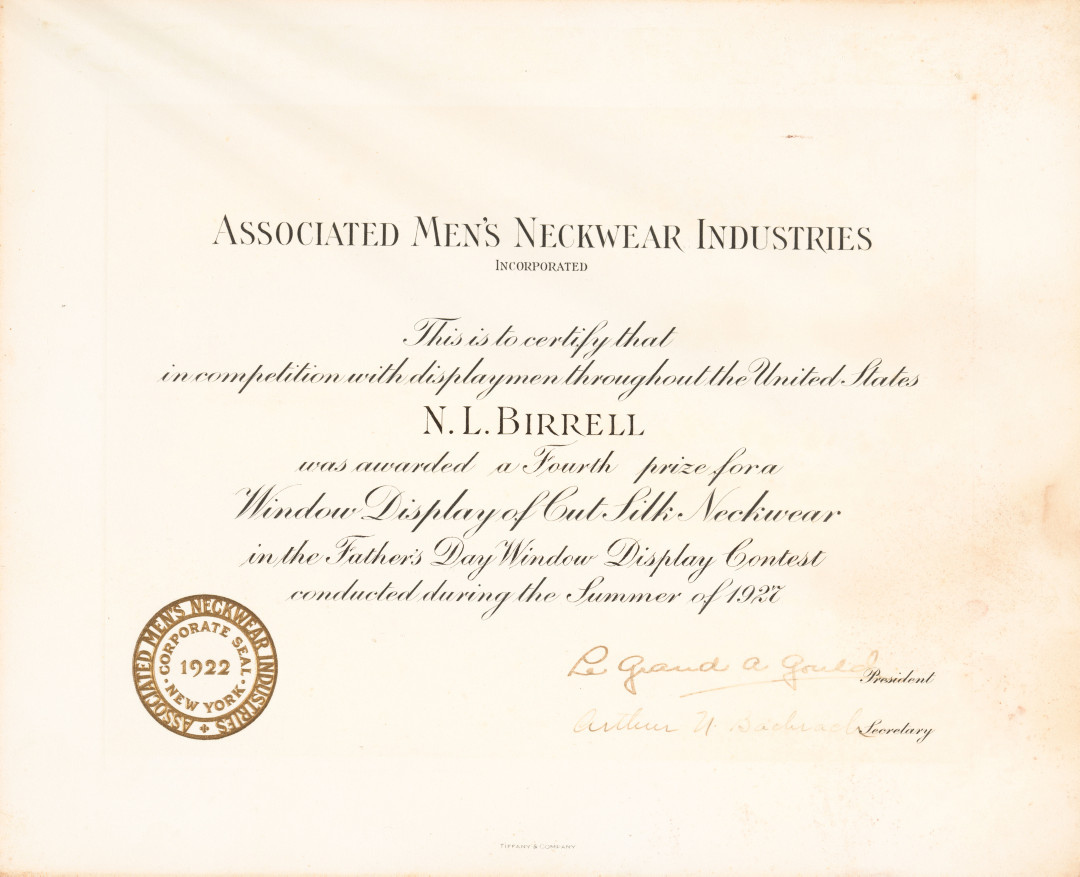 ASSOCIATED MEN'S NECKWEAR INDUSTRIES
INCORPORATED
This is to certify that
in competition with displaymen throughout the United States
N. L. BIRRELL
was awarded a Fourth prize for a
Window Display of Cut Silk Neckwear
in the Father's Day Window Display Contest
conducted during the Summer of 1927
ASSOCIATED MEN'S NECKWEAR INDUSTRIES
CORPORATE SEAL
1922
NEW YORK
Le Grand A Gould President
Arthur Bachrach Secretary
TIFFANY & COMPANY